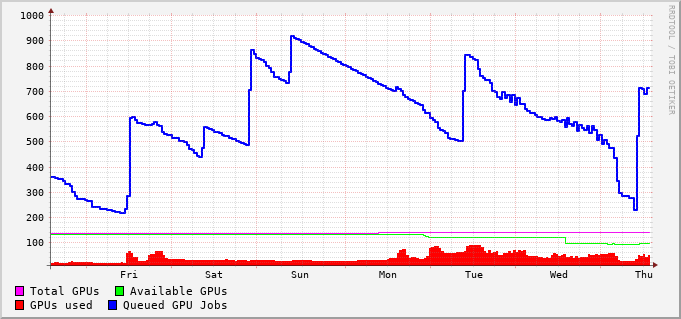 RRDTOOL / TOBI OETIKER
1000
900
800
700
600
500
400
300
200
100
Fri Sat Sun Mon Tue Wed Thu
Total GPUs Available GPUs
GPUs used Queued GPU Jobs